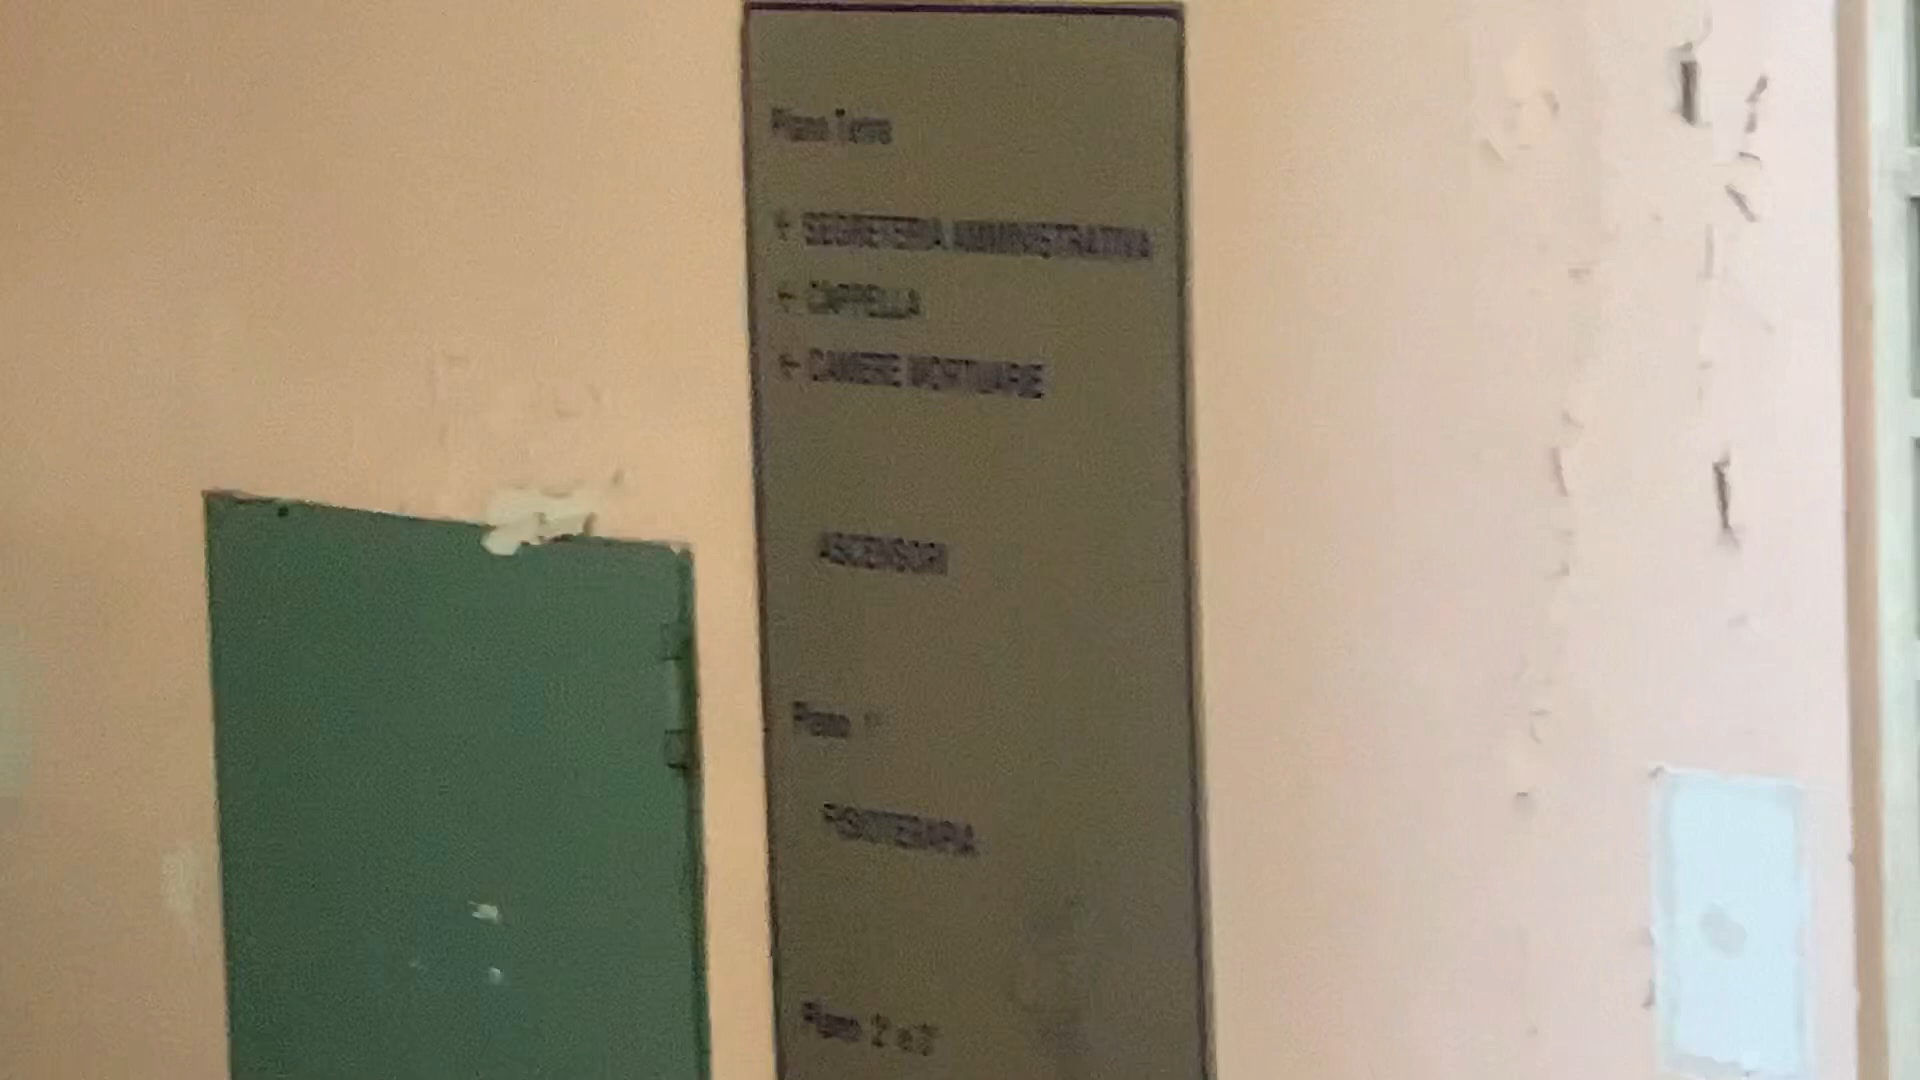 Piano Terra
← SEGRETERIA AMMINISTRATIVA
← CAPPELLA
← CAMERE MORTUARIE
ASCENSORI
Piano 1°
FISIOTERAPIA
Piano 2° e 3°